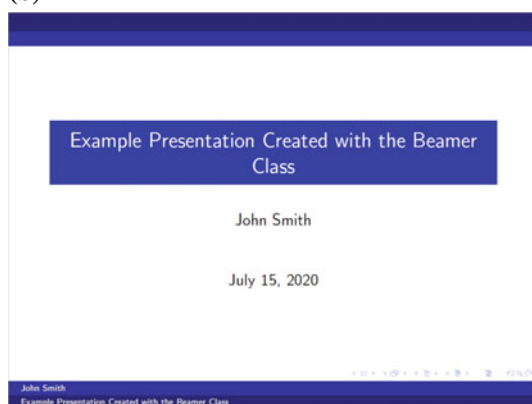 Example Presentation Created with the Beamer
Class
John Smith
July 15, 2020
John Smith
Example Presentation Created with the Beamer Class